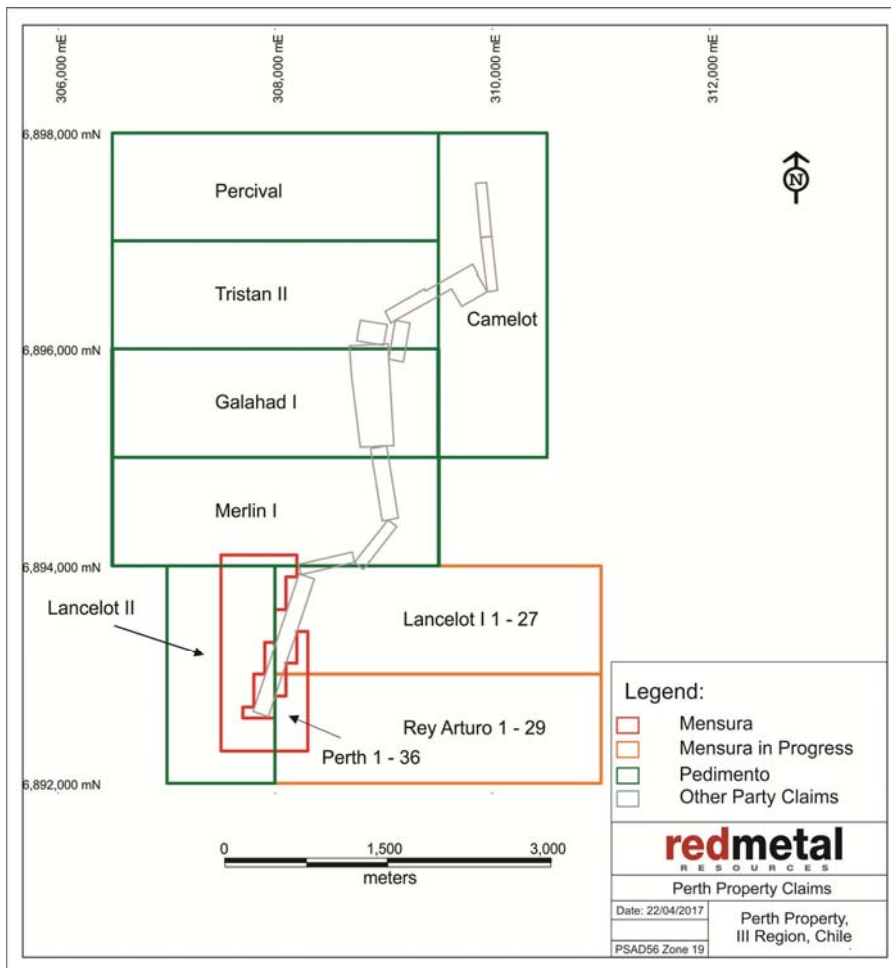 306,000 mE
308,000 mE
310,000 mE
312,000 mE
6,898,000 mN
Percival
N
Tristan II
Camelot
6,896,000 mN
Galahad I
Merlin I
6,894,000 mN
Lancelot II
Lancelot I 1 - 27
Rey Arturo 1 - 29
Perth 1 - 36
6,892,000 mN
0 1,500 3,000
meters
Legend:
Mensura
Mensura in Progress
Pedimento
Other Party Claims
redmetal
RESOURCES
Perth Property Claims
Date: 22/04/2017
PSAD56 Zone 19
Perth Property,
III Region, Chile